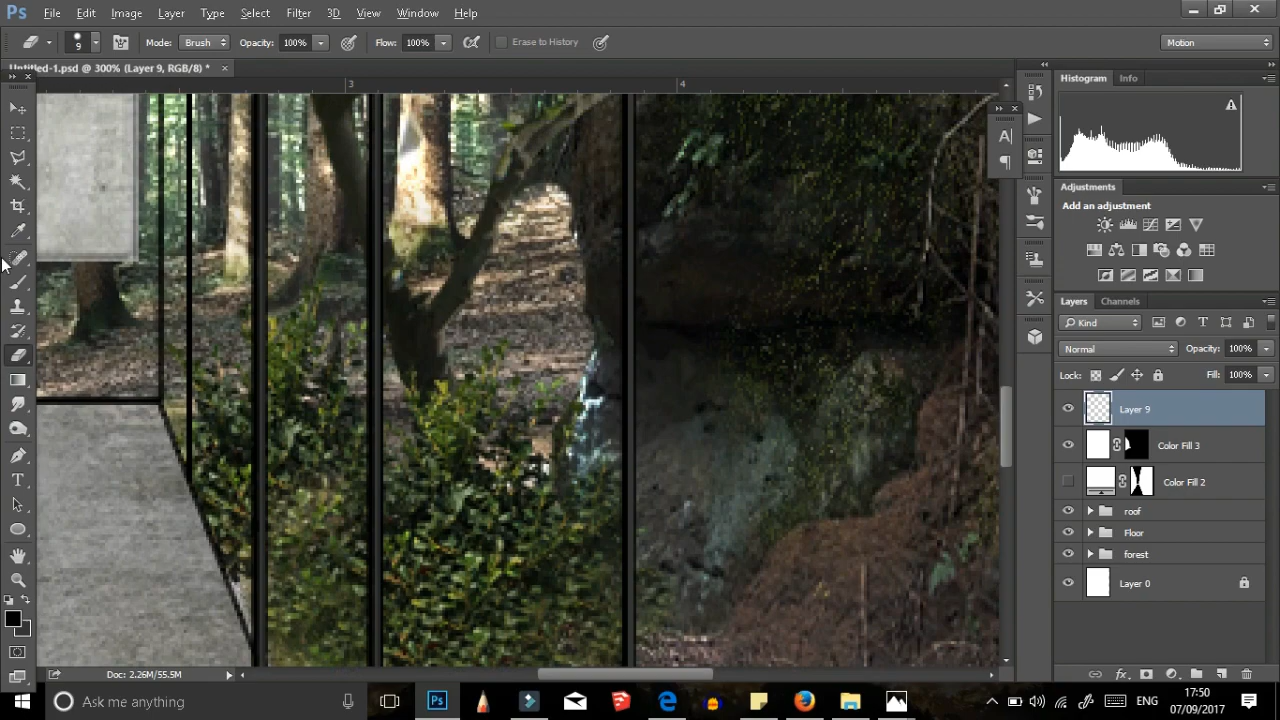 Ps File Edit Image Layer Type Select Filter 3D View Window Help
9 Mode: Brush Opacity: 100% Flow: 100% Erase to History Motion
Untitled-1.psd @ 300% (Layer 9, RGB/8) * ×
3 4
Histogram Info
Adjustments
Add an adjustment
Layers Channels
Kind T
Normal Opacity: 100%
Lock: Fill: 100%
Layer 9
Color Fill 3
Color Fill 2
roof
Floor
forest
Layer 0
A
T
Doc: 2.26M/55.5M
fx
Ask me anything Ps ENG 17:50
07/09/2017